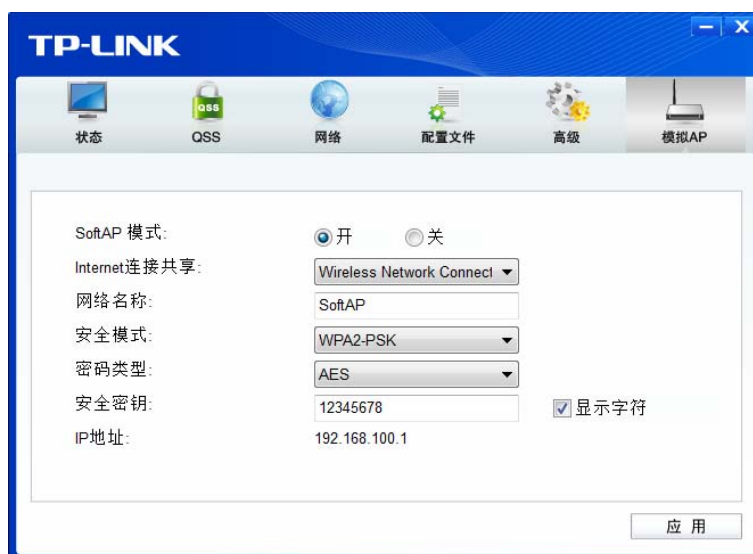 TP-LINK
QSS
状态
QSS
网络
配置文件
高级
模拟AP
SoftAP 模式:
开
关
Internet连接共享:
Wireless Network Connect
网络名称:
SoftAP
安全模式:
WPA2-PSK
密码类型:
AES
安全密钥:
12345678
显示字符
IP地址:
192.168.100.1
应 用